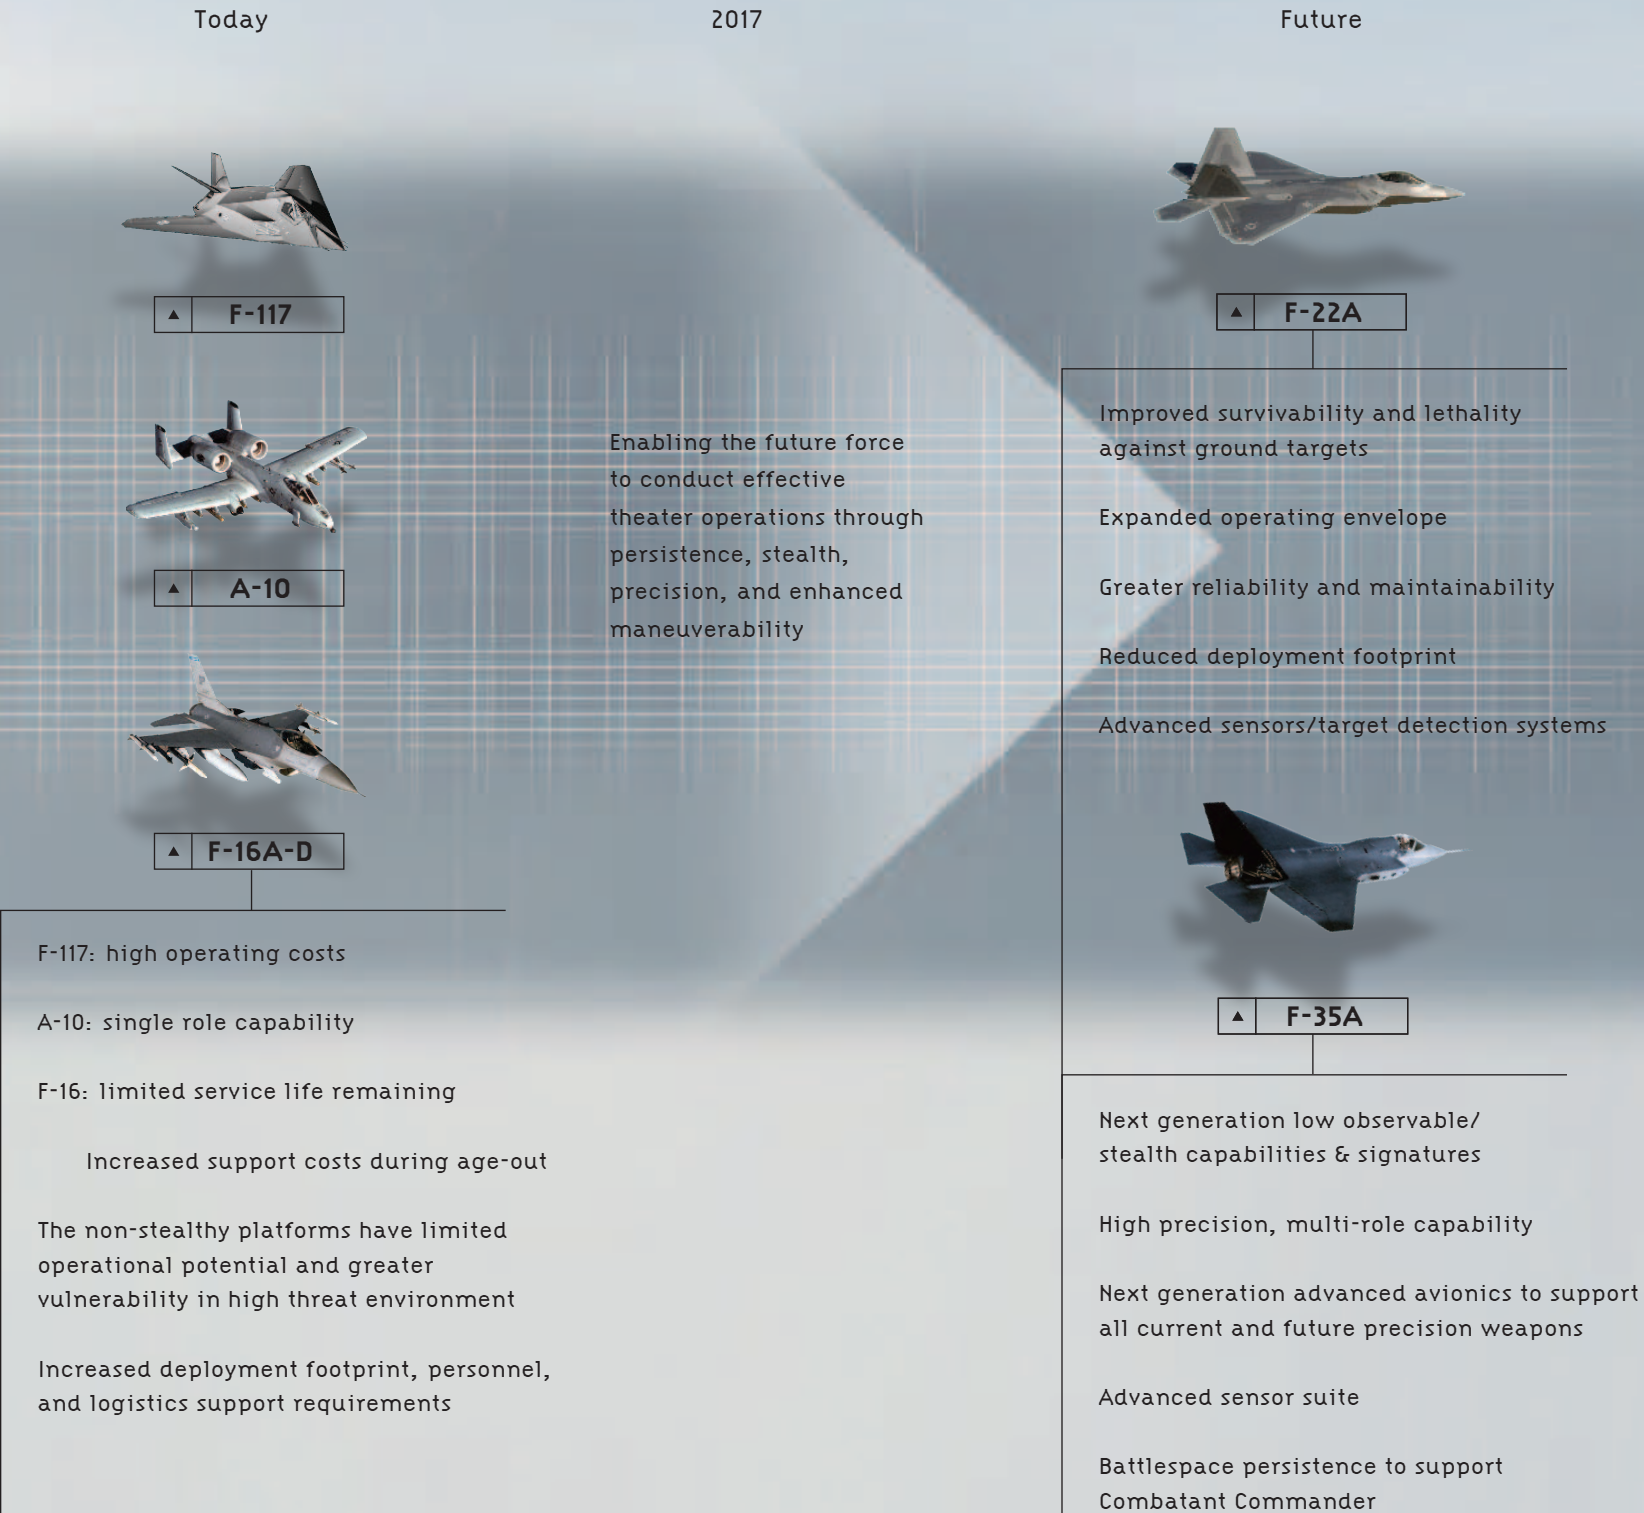 Today
2017
Future
F-117
A-10
F-16A-D
F-117: high operating costs
A-10: single role capability
F-16: limited service life remaining
Increased support costs during age-out
The non-stealthy platforms have limited
operational potential and greater
vulnerability in high threat environment
Increased deployment footprint, personnel,
and logistics support requirements
Enabling the future force
to conduct effective
theater operations through
persistence, stealth,
precision, and enhanced
maneuverability
F-22A
Improved survivability and lethality
against ground targets
Expanded operating envelope
Greater reliability and maintainability
Reduced deployment footprint
Advanced sensors/target detection systems
F-35A
Next generation low observable/
stealth capabilities & signatures
High precision, multi-role capability
Next generation advanced avionics to support
all current and future precision weapons
Advanced sensor suite
Battlespace persistence to support
Combatant Commander